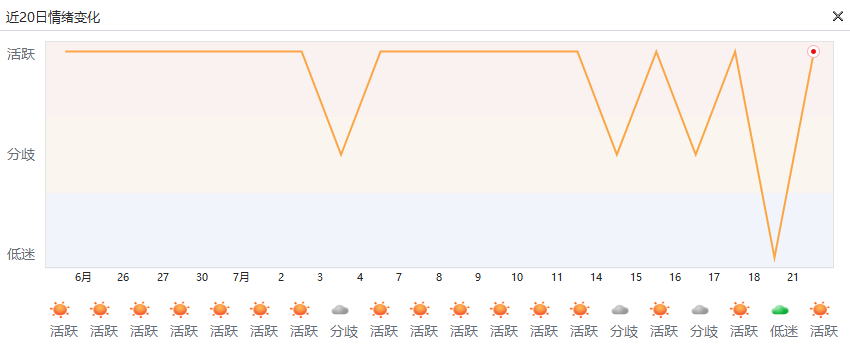 近20日情绪变化
活跃
分歧
低迷
6月 26 27 28 30 7月 2 3 4 7 8 9 10 11 14 15 16 17 18 21
活跃 活跃 活跃 活跃 活跃 活跃 活跃 分歧 活跃 活跃 活跃 活跃 活跃 活跃 分歧 活跃 分歧 活跃 低迷 活跃